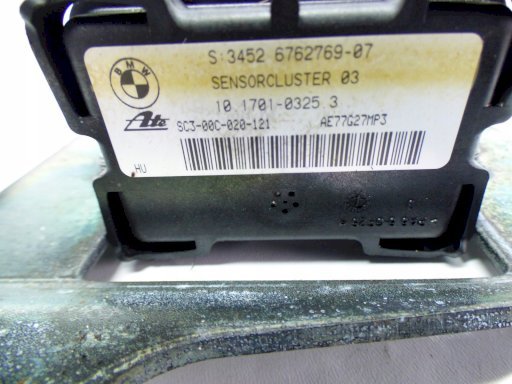 BMW
S:3452 6762769-07
SENSORCLUSTER 03
10.1701-0325.3
Ate SC3-00C-020-121 AE77G27MP3
HU